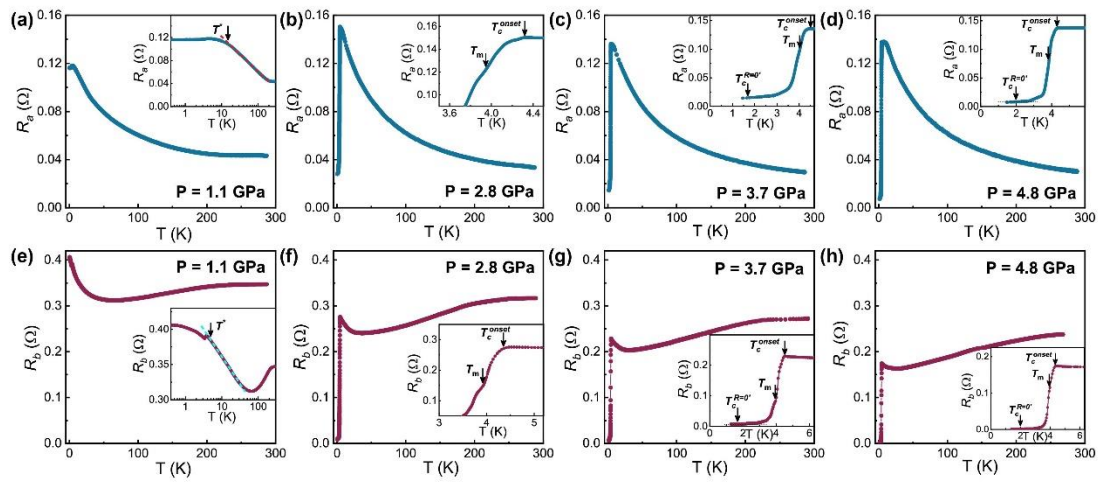 (a)
0.16
0.12
0.08
0.04
0.00
R_a (Ω)
0 100 200 300
T (K)
P = 1.1 GPa
T*
0.12
0.08
0.04
0.00
R_a (Ω)
1 10 100
T (K)
(b)
0.16
0.12
0.08
0.04
0.00
R_a (Ω)
0 100 200 300
T (K)
P = 2.8 GPa
T_c^onset
T_m
0.15
0.14
0.13
0.12
0.11
0.10
R_a (Ω)
3.6 4.0 4.4
T (K)
(c)
0.16
0.12
0.08
0.04
0.00
R_a (Ω)
0 100 200 300
T (K)
P = 3.7 GPa
T_c^onset
T_m
T_c^R=0'
0.15
0.10
0.05
0.00
R_a (Ω)
0 1 2 3 4
T (K)
(d)
0.16
0.12
0.08
0.04
0.00
R_a (Ω)
0 100 200 300
T (K)
P = 4.8 GPa
T_c^onset
T_m
T_c^R=0'
0.15
0.10
0.05
0.00
R_a (Ω)
0 2 4
T (K)
(e)
0.4
0.3
0.2
0.1
0.0
R_b (Ω)
0 100 200 300
T (K)
P = 1.1 GPa
T*
0.40
0.35
0.30
R_b (Ω)
1 10 100
T (K)
(f)
0.4
0.3
0.2
0.1
0.0
R_b (Ω)
0 100 200 300
T (K)
P = 2.8 GPa
T_c^onset
T_m
0.3
0.2
0.1
R_b (Ω)
3 4 5
T (K)
(g)
0.4
0.3
0.2
0.1
0.0
R_b (Ω)
0 100 200 300
T (K)
P = 3.7 GPa
T_c^onset
T_m
T_c^R=0'
0.3
0.2
0.1
0.0
R_b (Ω)
0 2 4 6
T (K)
(h)
0.4
0.3
0.2
0.1
0.0
R_b (Ω)
0 100 200 300
T (K)
P = 4.8 GPa
T_c^onset
T_m
T_c^R=0'
0.2
0.1
0.0
R_b (Ω)
0 2 4 6
T (K)